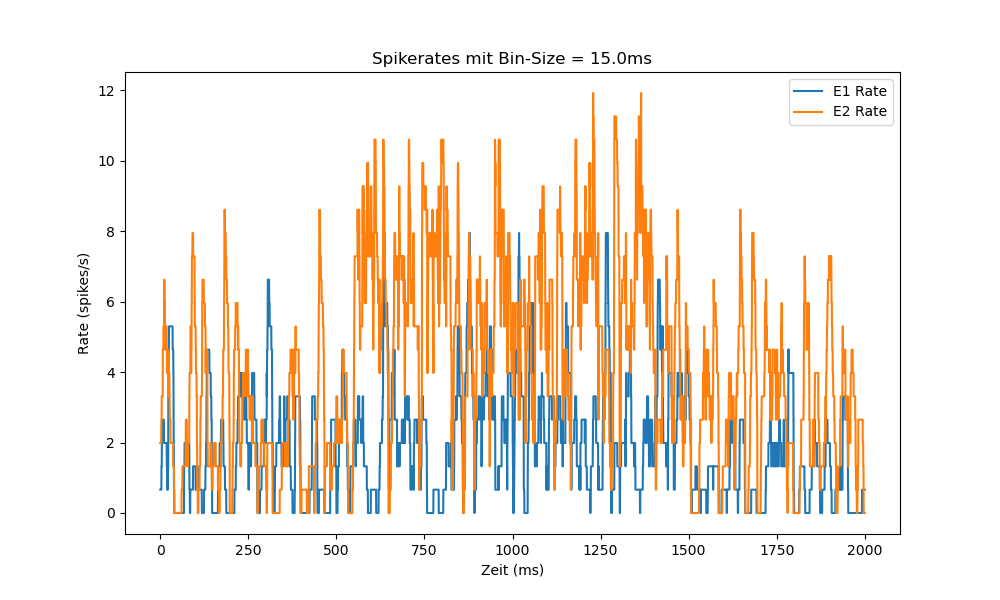 Spikerates mit Bin-Size = 15.0ms
E1 Rate
E2 Rate
Rate (spikes/s)
12
10
8
6
4
2
0
0 250 500 750 1000 1250 1500 1750 2000
Zeit (ms)